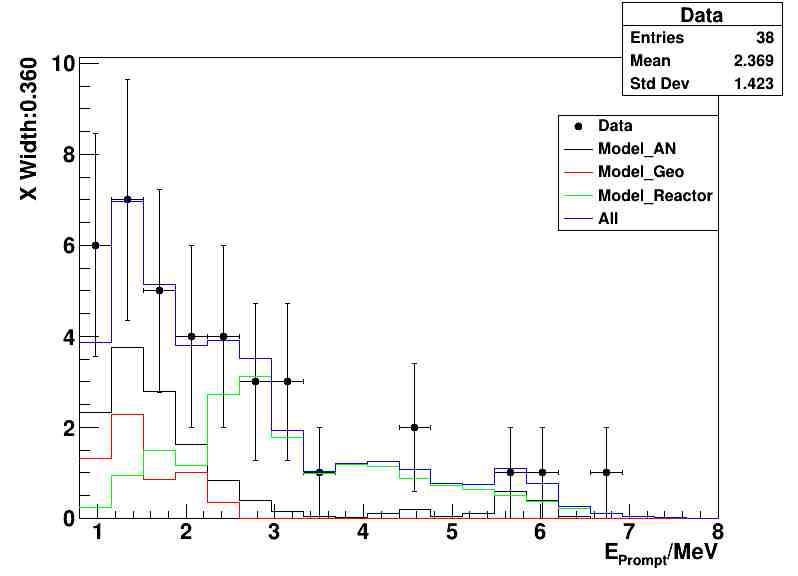 Data
Entries 38
Mean 2.369
Std Dev 1.423
X Width:0.360
10
8
6
4
2
0
Data
Model_AN
Model_Geo
Model_Reactor
All
1 2 3 4 5 6 7 8
E_Prompt/MeV